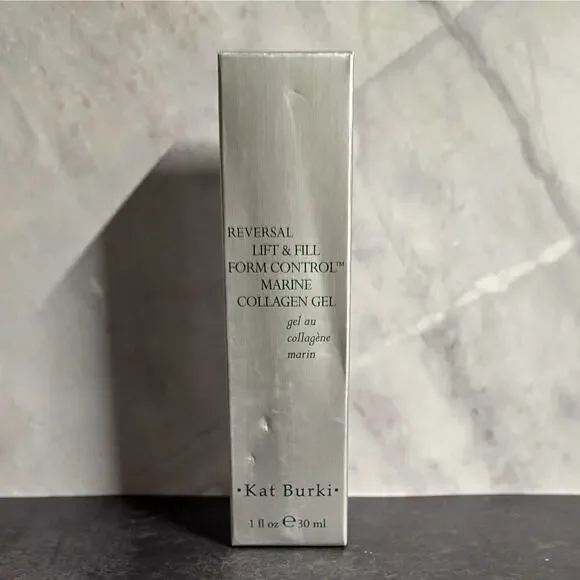 REVERSAL
LIFT & FILL
FORM CONTROL™
MARINE
COLLAGEN GEL
gel au
collagène
marin
•Kat Burki•
1 fl oz ℮30 ml